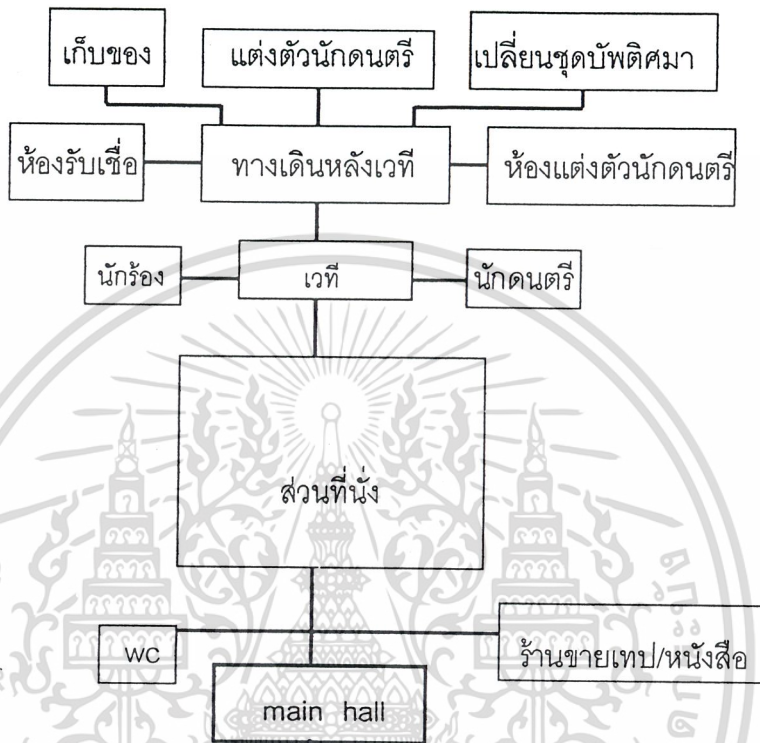 เก็บของ
แต่งตัวนักดนตรี
เปลี่ยนชุดบัพติศมา
ห้องรับเชื่อ
ทางเดินหลังเวที
ห้องแต่งตัวนักดนตรี
นักร้อง
เวที
นักดนตรี
ส่วนที่นั่ง
WC
ร้านขายเทป/หนังสือ
main hall